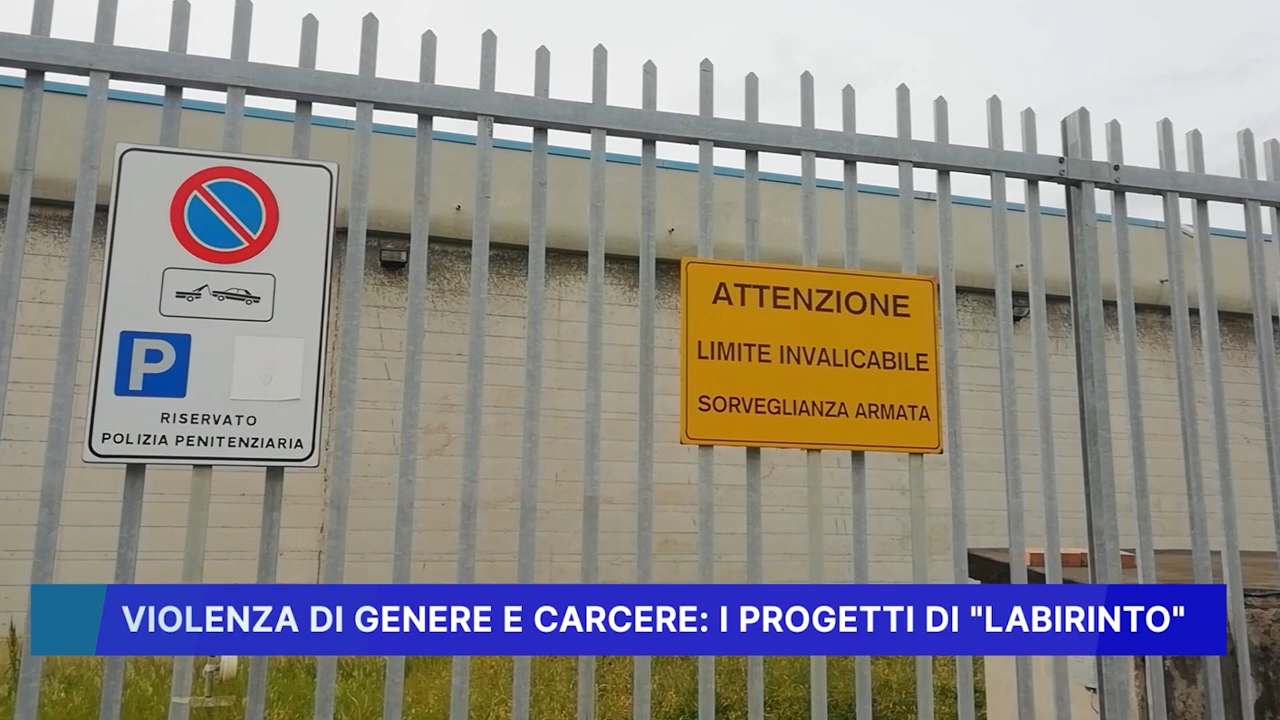 P
RISERVATO
POLIZIA PENITENZIARIA
ATTENZIONE
LIMITE INVALICABILE
SORVEGLIANZA ARMATA
VIOLENZA DI GENERE E CARCERE: I PROGETTI DI "LABIRINTO"